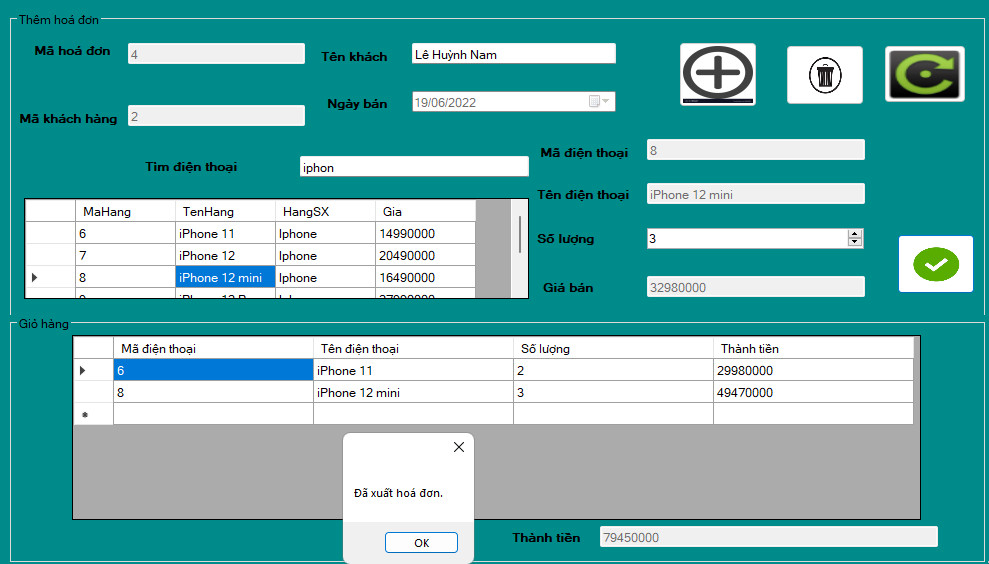 Thêm hoá đơn
Mã hoá đơn 4 Tên khách Lê Huỳnh Nam
Ngày bán 19/06/2022
Mã khách hàng 2
Mã điện thoại 8
Tìm điện thoại iphon
Tên điện thoại iPhone 12 mini
MaHang TenHang HangSX Gia
6 iPhone 11 Iphone 14990000
7 iPhone 12 Iphone 20490000
8 iPhone 12 mini Iphone 16490000
Số lượng 3
Giá bán 32980000
Giỏ hàng
Mã điện thoại Tên điện thoại Số lượng Thành tiền
6 iPhone 11 2 29980000
8 iPhone 12 mini 3 49470000
Đã xuất hoá đơn.
OK
Thành tiền 79450000